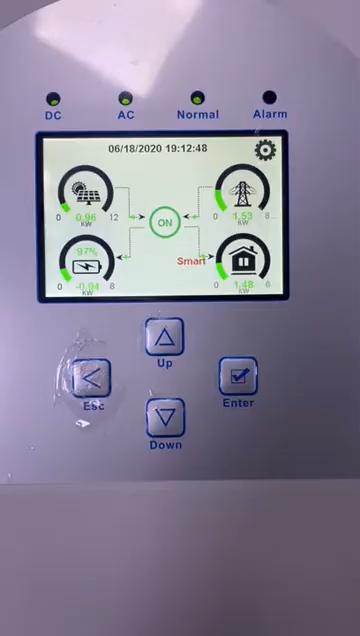 DC AC Normal Alarm
06/18/2020 19:12:48
0 0.96 12
KW
0 1.53 8
KW
ON
97%
0 -0.94 8
KW
Smart
0 1.48 8
KW
Up
Esc
Enter
Down